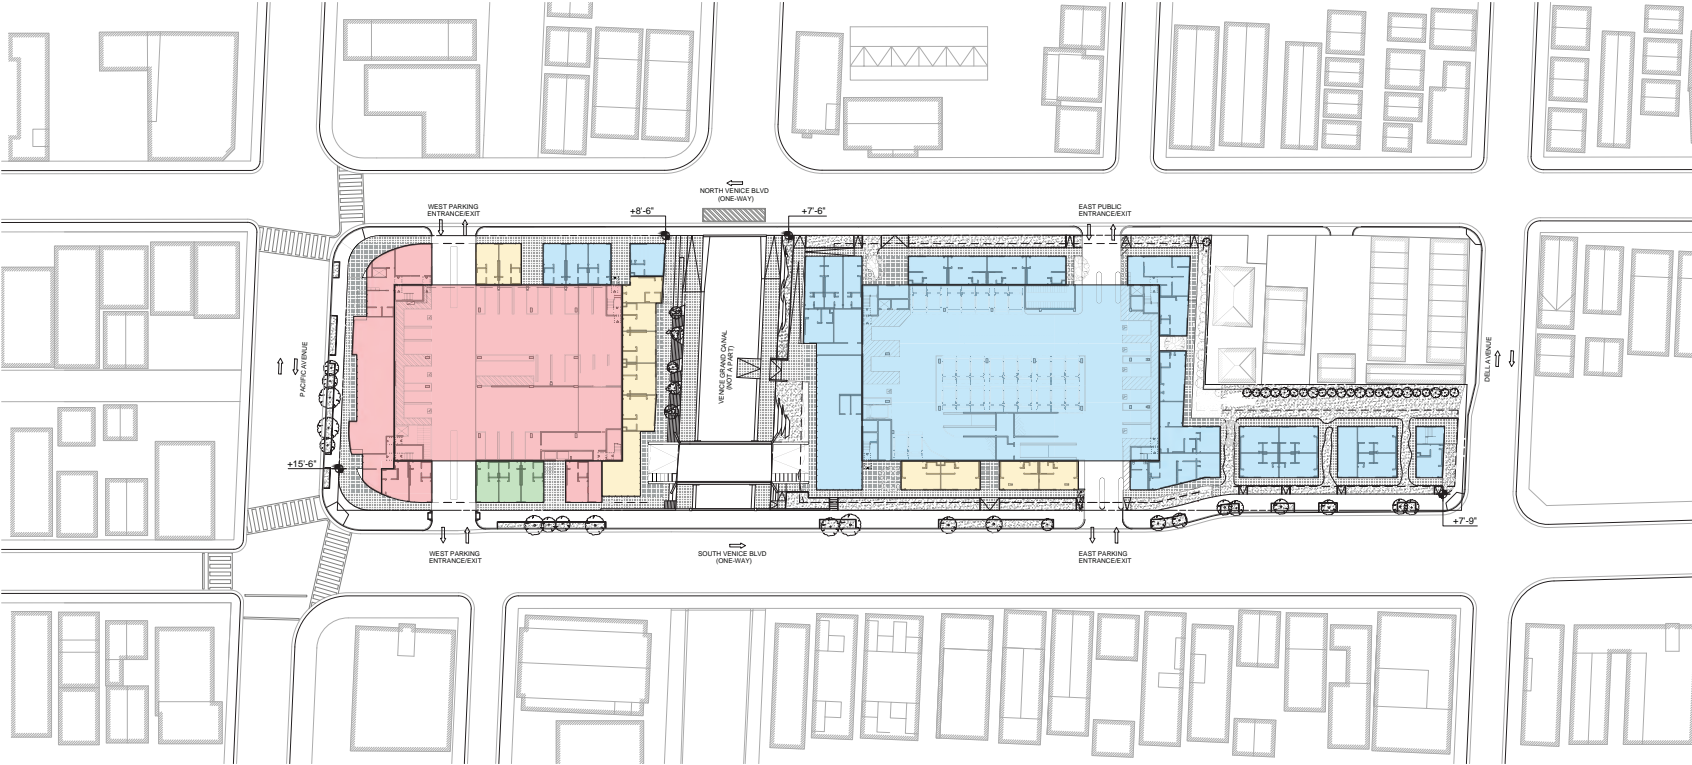 NORTH VENICE BLVD
(ONE-WAY)
WEST PARKING
ENTRANCE/EXIT
+8'-6"
+7'-6"
EAST PUBLIC
ENTRANCE/EXIT
PACIFIC AVENUE
VENICE GRAND CANAL
(NOT A PART)
DELL AVENUE
+15'-6"
+7'-9"
WEST PARKING
ENTRANCE/EXIT
SOUTH VENICE BLVD
(ONE-WAY)
EAST PARKING
ENTRANCE/EXIT